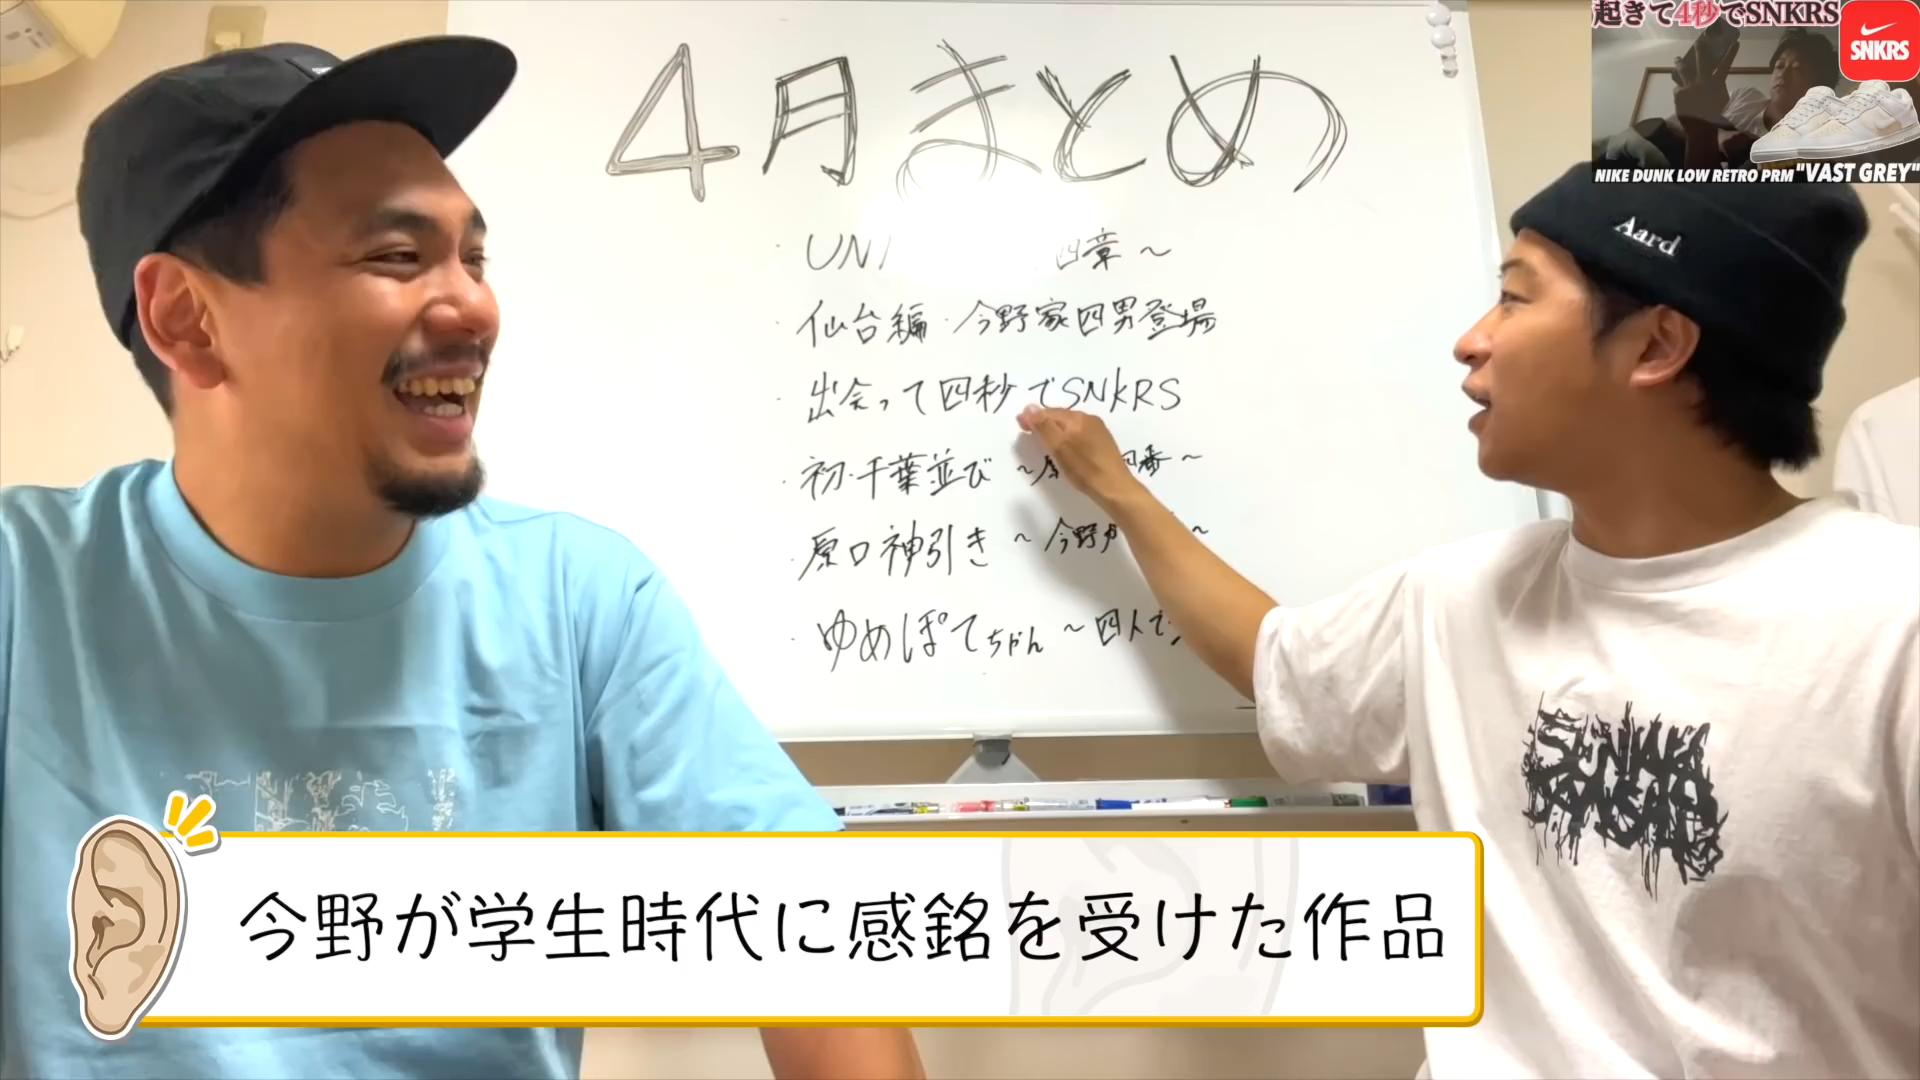 4月まとめ
起きて4秒でSNKRS
SNKRS
NIKE DUNK LOW RETRO PRM "VAST GREY"
Aard
・UNI 四章～
・仙台編・今野家四男登場
・出会って四秒でSNKRS
・初・千葉並び ～ 四番～
・原口神引き ～今野 ～
・ゆめぽてちゃん ～四人で
今野が学生時代に感銘を受けた作品